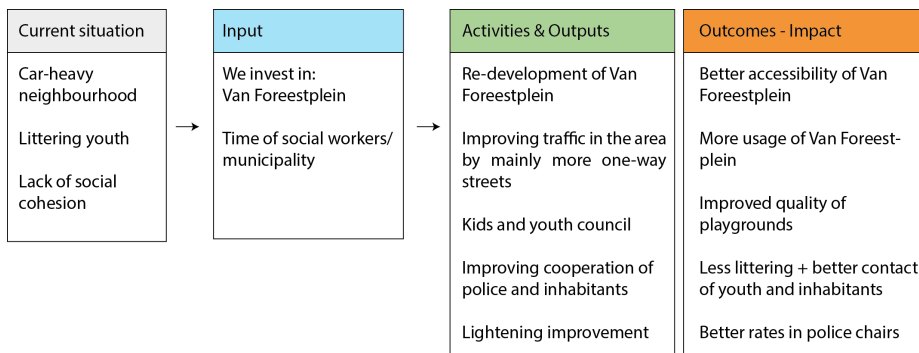 Current situation
Car-heavy
neighbourhood
Littering youth
Lack of social
cohesion
Input
We invest in:
Van Foreestplein
Time of social workers/
municipality
Activities & Outputs
Re-development of Van
Foreestplein
Improving traffic in the area
by mainly more one-way
streets
Kids and youth council
Improving cooperation of
police and inhabitants
Lightening improvement
Outcomes - Impact
Better accessibility of Van
Foreestplein
More usage of Van Foreest-
plein
Improved quality of
playgrounds
Less littering + better contact
of youth and inhabitants
Better rates in police chairs